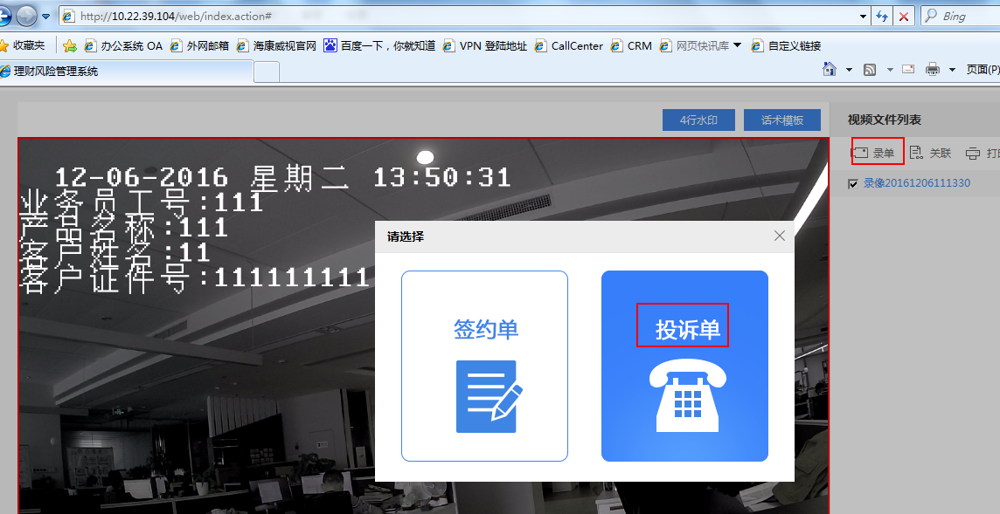 http://10.22.39.104/web/index.action#
Bing
收藏夹
办公系统 OA
外网邮箱
海康威视官网
百度一下，你就知道
VPN 登陆地址
CallCenter
CRM
网页快讯库
自定义链接
理财风险管理系统
页面(P)
4行水印
话术模板
视频文件列表
录单
关联
录像20161206111330
12-06-2016 星期二 13:50:31
业务员工号:111
产品名称:111
客户姓名:11
客户证件号:111111111
请选择
签约单
投诉单